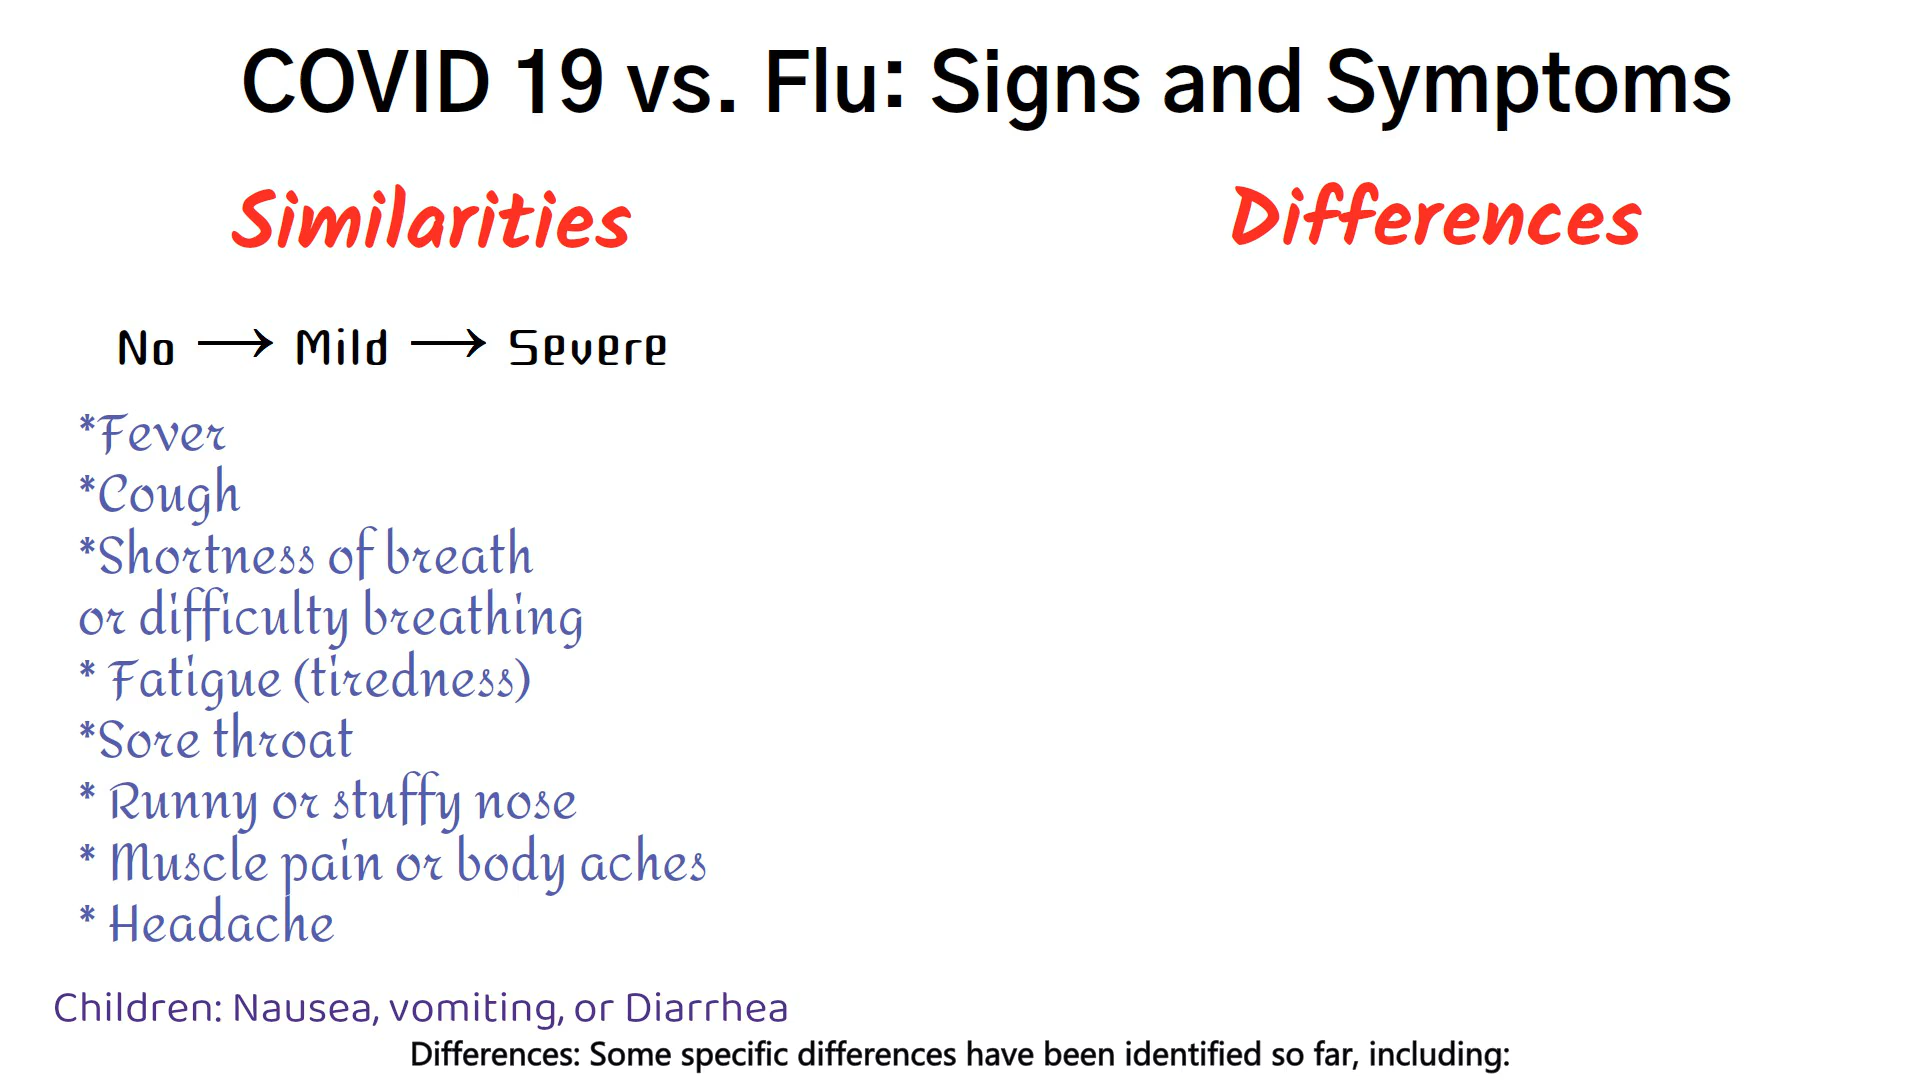 COVID 19 vs. Flu: Signs and Symptoms
Similarities
Differences
No → Mild → Severe
*Fever
*Cough
*Shortness of breath
or difficulty breathing
* Fatigue (tiredness)
*Sore throat
* Runny or stuffy nose
* Muscle pain or body aches
* Headache
Children: Nausea, vomiting, or Diarrhea
Differences: Some specific differences have been identified so far, including: